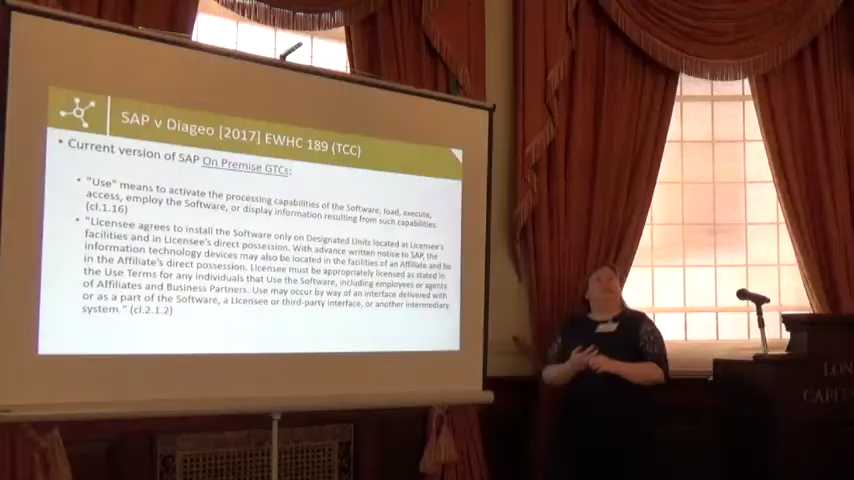 SAP v Diageo [2017] EWHC 189 (TCC)
• Current version of SAP On Premise GTCs:
• "Use" means to activate the processing capabilities of the Software, load, execute,
access, employ the Software, or display information resulting from such capabilities.
(cl.1.16)
• "Licensee agrees to install the Software only on Designated Units located at Licensee's
facilities and in Licensee's direct possession. With advance written notice to SAP, the
information technology devices may also be located in the facilities of an Affiliate and be
in the Affiliate's direct possession. Licensee must be appropriately licensed as stated in
the Use Terms for any individuals that Use the Software, including employees or agents
of Affiliates and Business Partners. Use may occur by way of an interface delivered with
or as a part of the Software, a Licensee or third-party interface, or another intermediary
system." (cl.2.1.2)